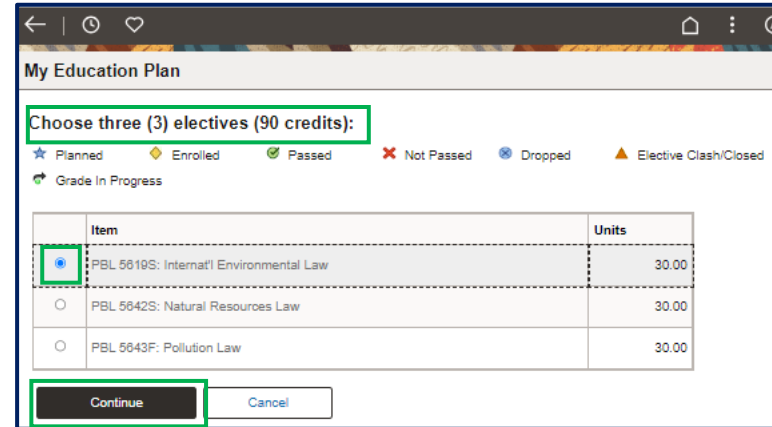 My Education Plan
Choose three (3) electives (90 credits):
Planned Enrolled Passed Not Passed Dropped Elective Clash/Closed
Grade In Progress
Item Units
PBL 5619S: Internat'l Environmental Law 30.00
PBL 5642S: Natural Resources Law 30.00
PBL 5643F: Pollution Law 30.00
Continue Cancel